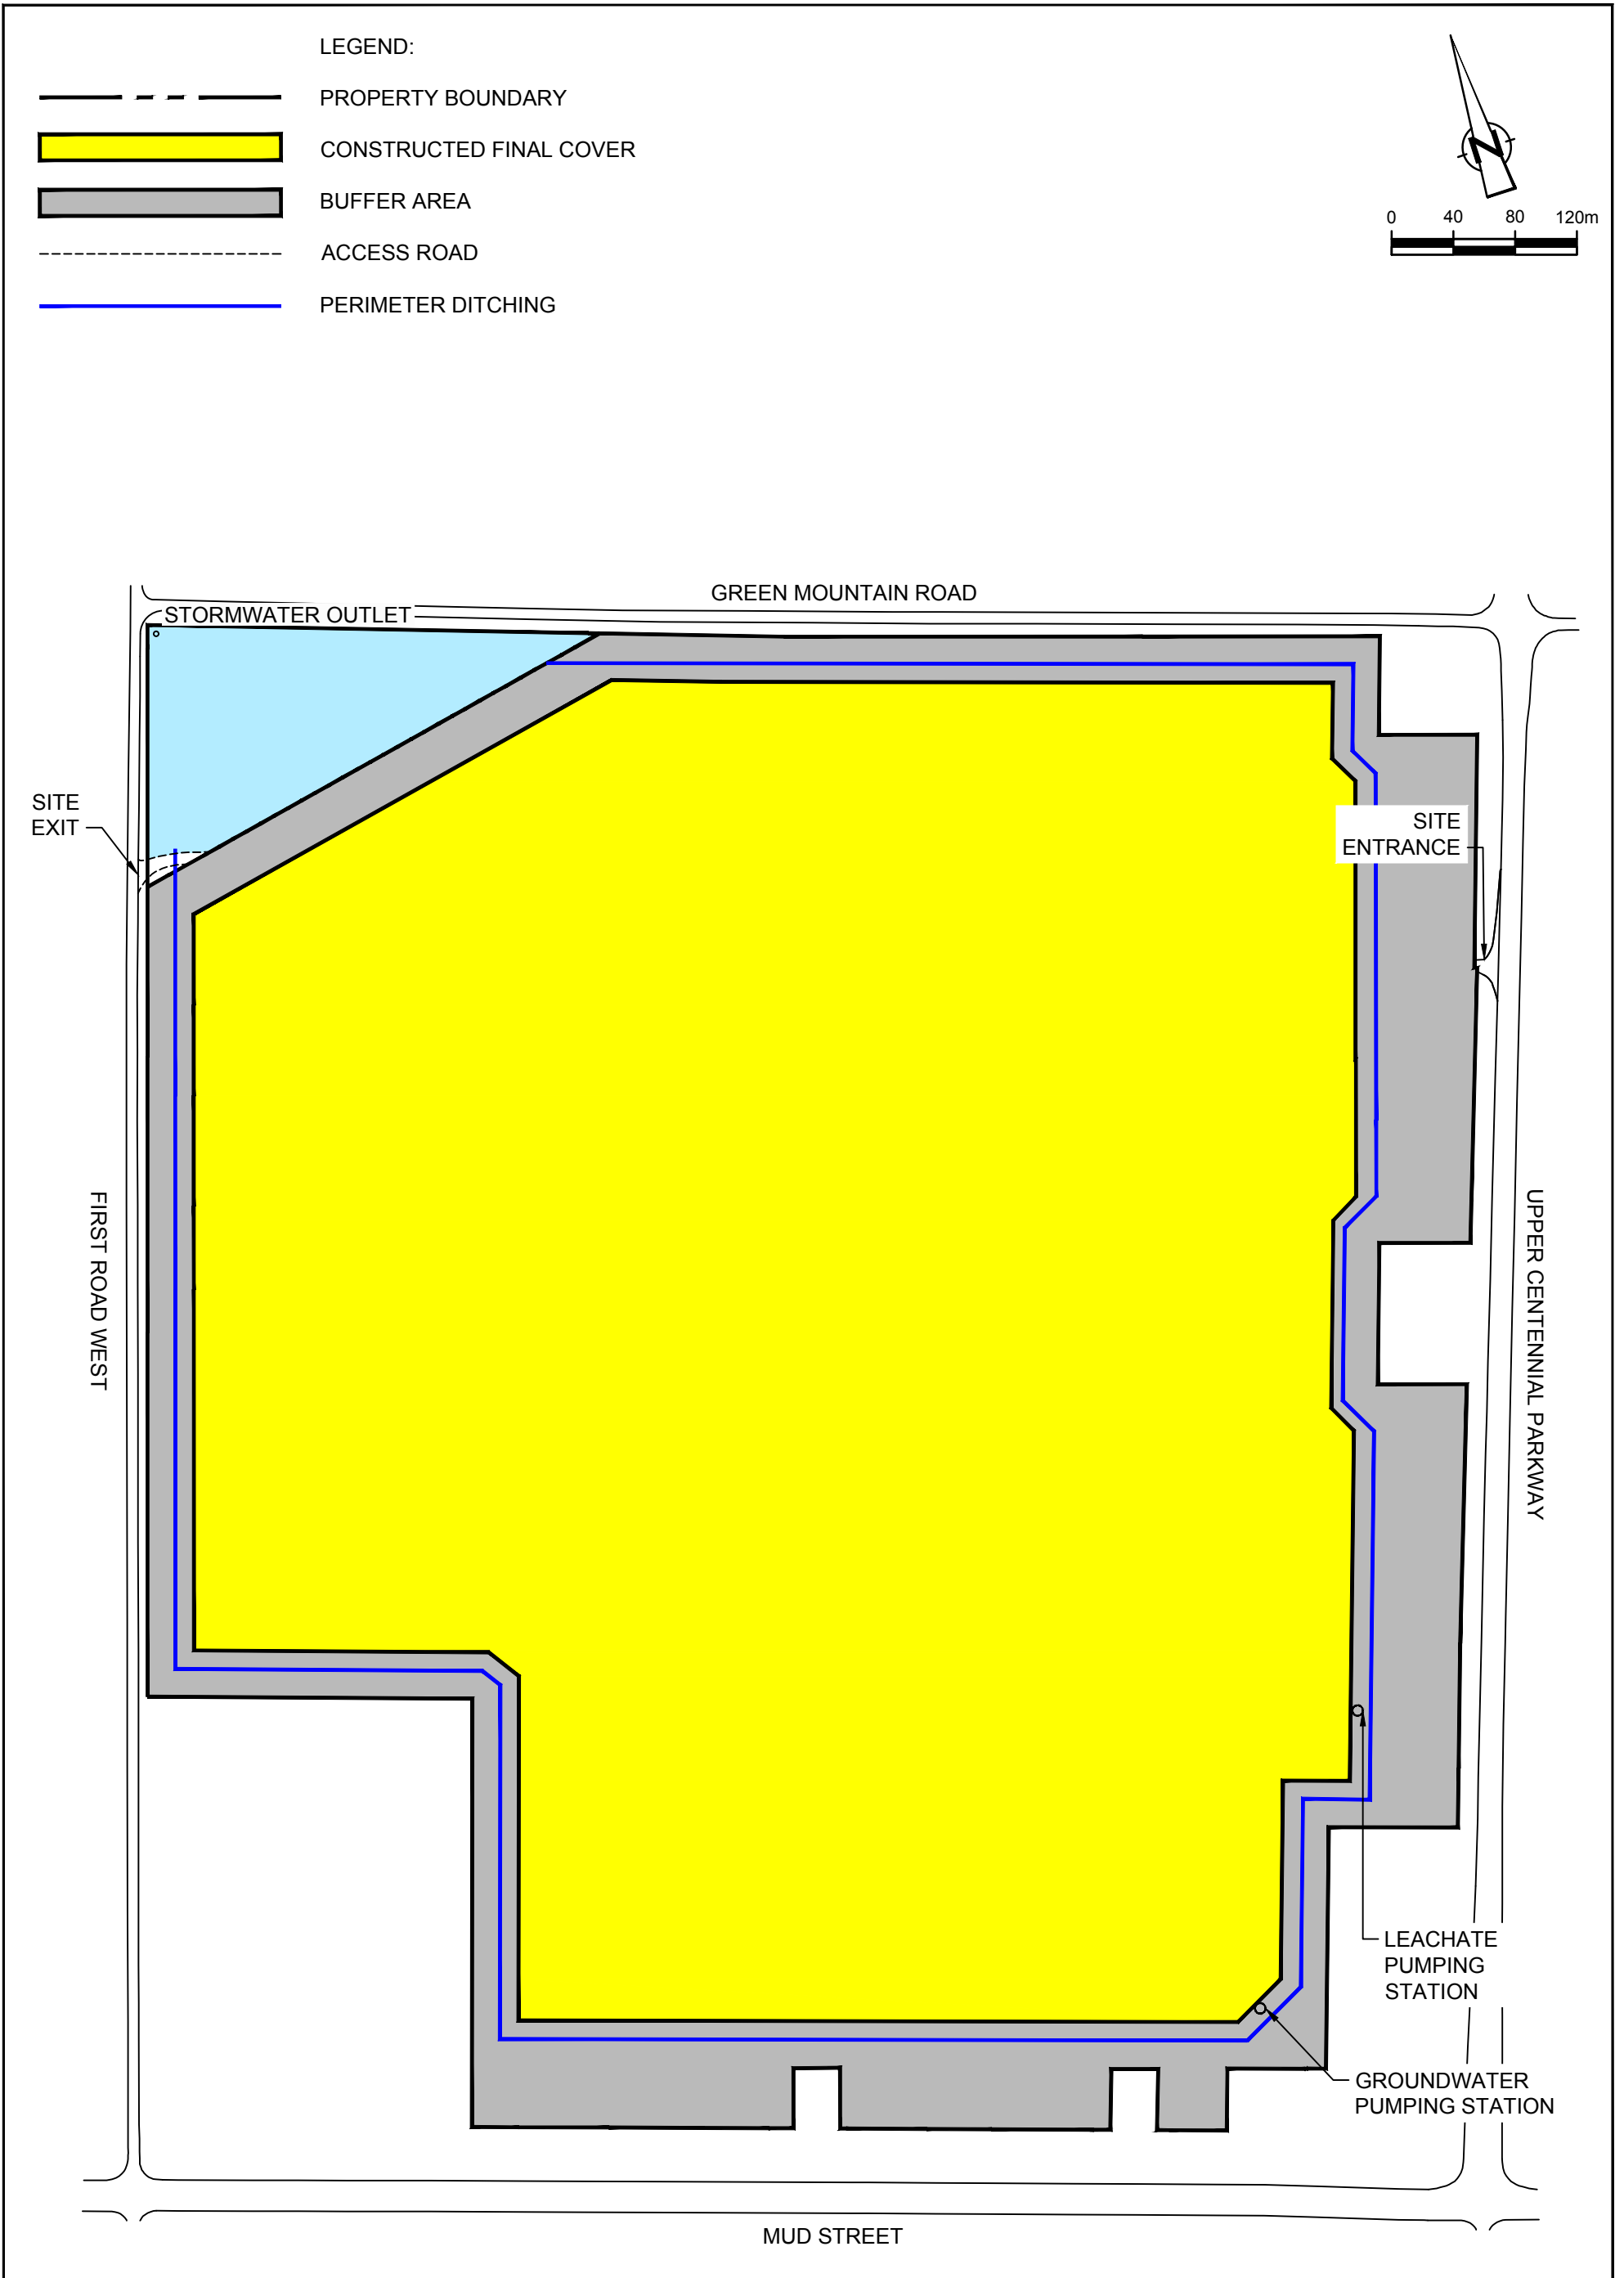 LEGEND:
PROPERTY BOUNDARY
CONSTRUCTED FINAL COVER
BUFFER AREA
ACCESS ROAD
PERIMETER DITCHING
N
0 40 80 120m
GREEN MOUNTAIN ROAD
STORMWATER OUTLET
SITE
EXIT
SITE
ENTRANCE
FIRST ROAD WEST
UPPER CENTENNIAL PARKWAY
LEACHATE
PUMPING
STATION
GROUNDWATER
PUMPING STATION
MUD STREET